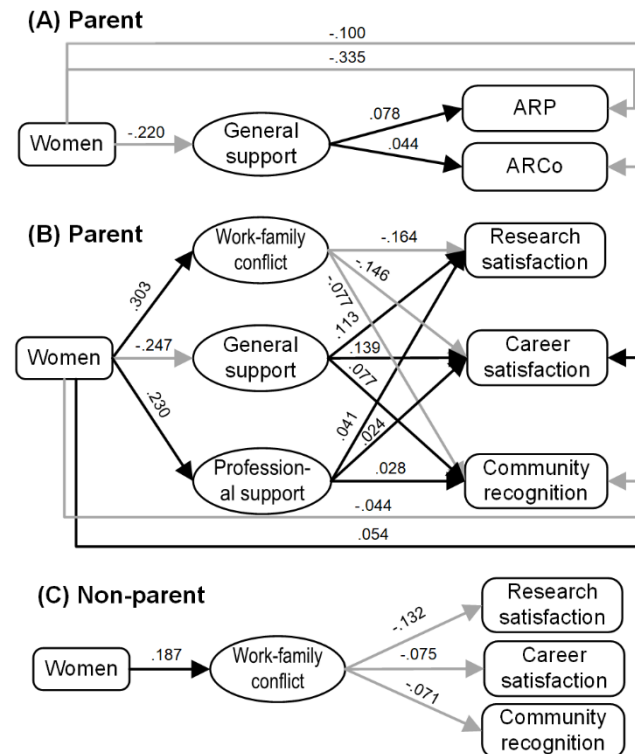 (A) Parent
-.100
-.335
Women
-.220
General
support
.078
.044
ARP
ARCo
(B) Parent
Work-family
conflict
-.164
-.146
-.077
Research
satisfaction
.303
.113
Women
-.247
General
support
.139
.077
Career
satisfaction
.230
.041
.024
Profession-
al support
.028
Community
recognition
-.044
.054
(C) Non-parent
Women
.187
Work-family
conflict
-.132
-.075
-.071
Research
satisfaction
Career
satisfaction
Community
recognition